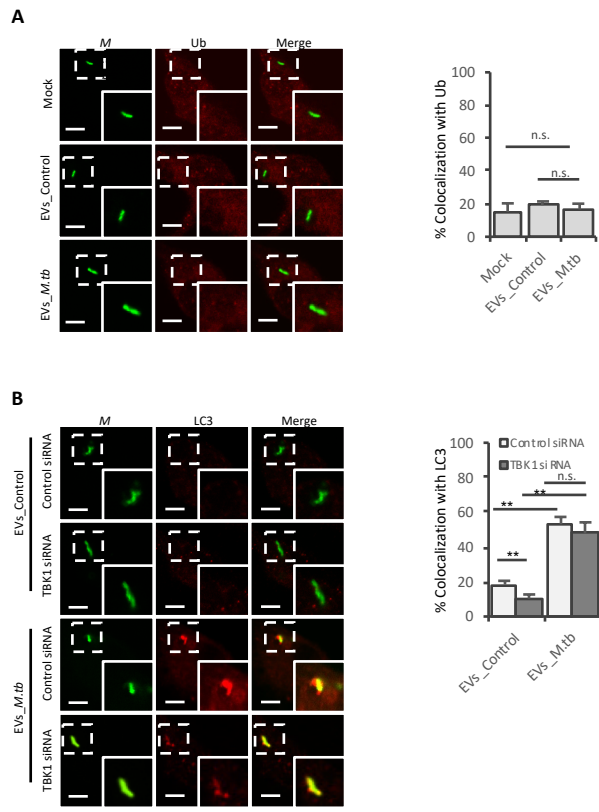 A
M Ub Merge
Mock
EVs_Control
EVs_M.tb
% Colocalization with Ub
100
80
60
40
20
0
n.s.
n.s.
Mock
EVs_Control
EVs_M.tb
B
M LC3 Merge
EVs_Control
Control siRNA
TBK1 siRNA
EVs_M.tb
Control siRNA
TBK1 siRNA
% Colocalization with LC3
100
80
60
40
20
0
Control siRNA
TBK1 siRNA
n.s.
**
**
**
EVs_Control
EVs_M.tb